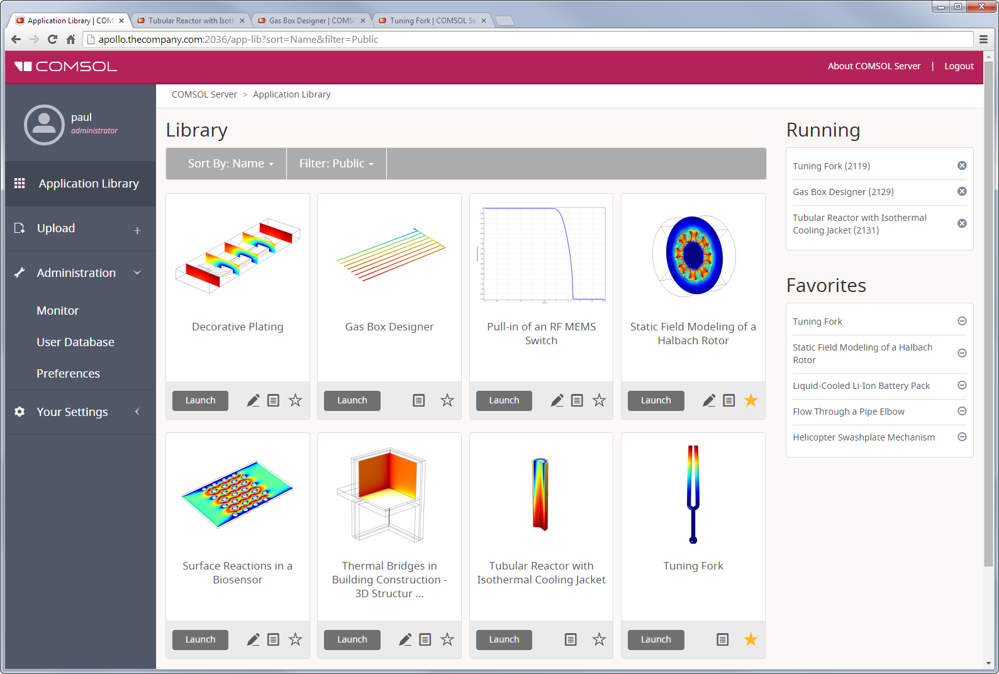 Application Library | COM
Tubular Reactor with Isoth
Gas Box Designer | COMSO
Tuning Fork | COMSOL Se
apollo.thecompany.com:2036/app-lib?sort=Name&filter=Public
COMSOL
About COMSOL Server | Logout
paul
administrator
Application Library
Upload
Administration
Monitor
User Database
Preferences
Your Settings
COMSOL Server > Application Library
Library
Sort By: Name
Filter: Public
Decorative Plating
Launch
Gas Box Designer
Launch
Pull-in of an RF MEMS
Switch
Launch
Static Field Modeling of a
Halbach Rotor
Launch
Surface Reactions in a
Biosensor
Launch
Thermal Bridges in
Building Construction -
3D Structur ...
Launch
Tubular Reactor with
Isothermal Cooling Jacket
Launch
Tuning Fork
Launch
Running
Tuning Fork (2119)
Gas Box Designer (2129)
Tubular Reactor with Isothermal
Cooling Jacket (2131)
Favorites
Tuning Fork
Static Field Modeling of a Halbach
Rotor
Liquid-Cooled Li-Ion Battery Pack
Flow Through a Pipe Elbow
Helicopter Swashplate Mechanism